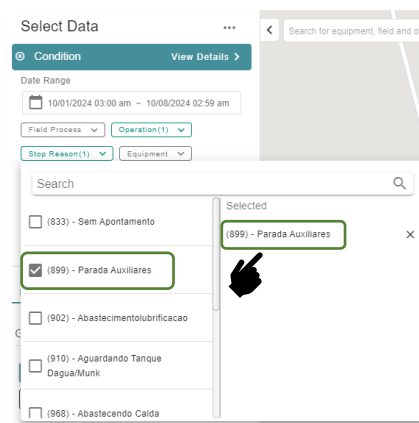 Select Data
...
Search for equipment, field and o
Condition
View Details >
Date Range
10/01/2024 03:00 am ~ 10/08/2024 02:59 am
Field Process
Operation(1)
Stop Reason(1)
Equipment
Search
Selected
(833) - Sem Apontamento
(899) - Parada Auxiliares
(899) - Parada Auxiliares
(902) - Abastecimentolubrificacao
(910) - Aguardando Tanque
Dagua/Munk
(968) - Abastecendo Calda